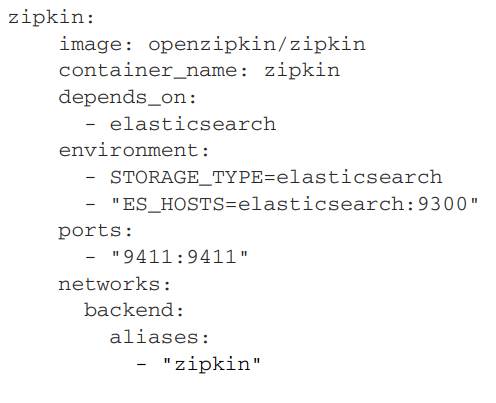 zipkin:
    image: openzipkin/zipkin
    container_name: zipkin
    depends_on:
      - elasticsearch
    environment:
      - STORAGE_TYPE=elasticsearch
      - "ES_HOSTS=elasticsearch:9300"
    ports:
      - "9411:9411"
    networks:
      backend:
        aliases:
          - "zipkin"